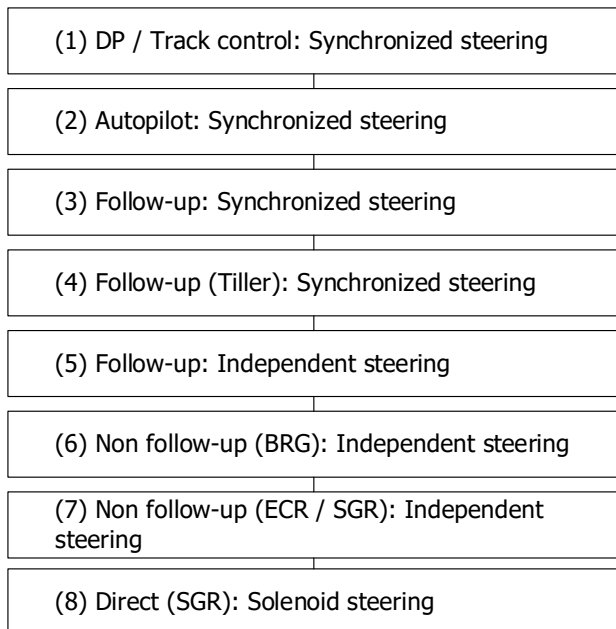 (1) DP / Track control: Synchronized steering
(2) Autopilot: Synchronized steering
(3) Follow-up: Synchronized steering
(4) Follow-up (Tiller): Synchronized steering
(5) Follow-up: Independent steering
(6) Non follow-up (BRG): Independent steering
(7) Non follow-up (ECR / SGR): Independent
steering
(8) Direct (SGR): Solenoid steering